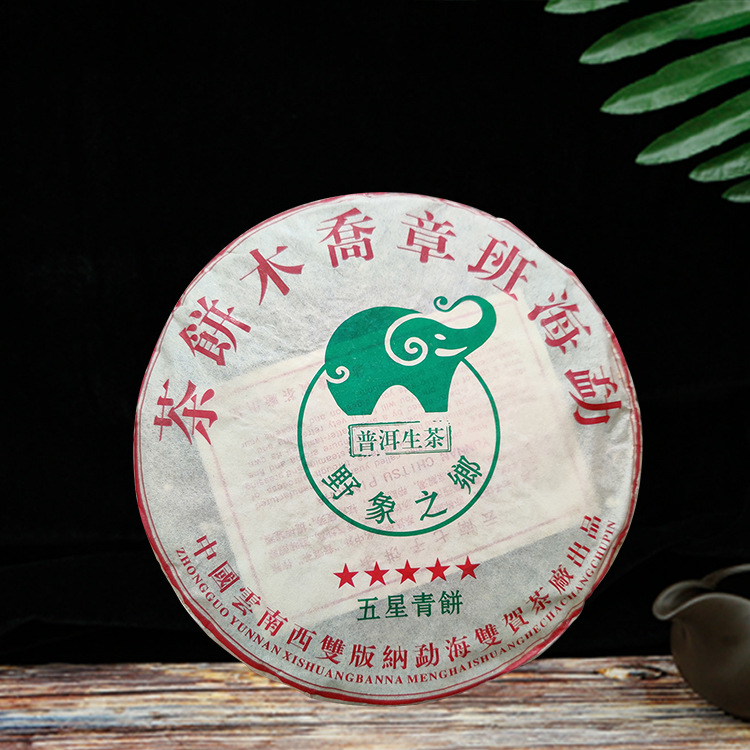 勐海班章喬木餅茶
普洱生茶
象之鄉
★★★★★
五星青餅
中國雲南西雙版納勐海雙賀茶廠出品
ZHONGGUO YUNNAN XISHUANGBANNA MENGHAISHUANGHECHACHANGCHUPIN